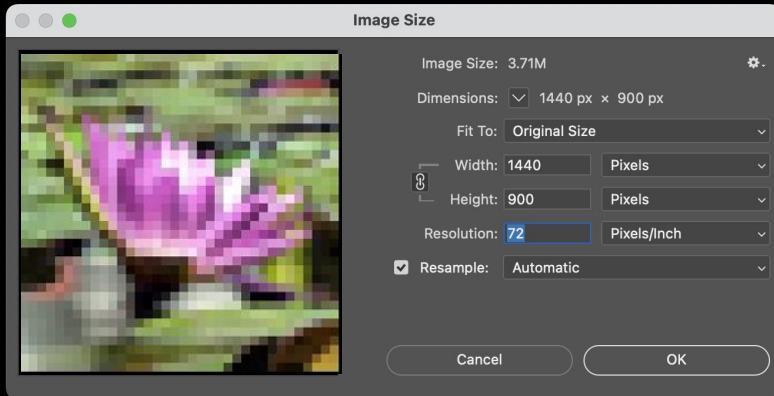 Image Size
Image Size: 3.71M
Dimensions: 1440 px × 900 px
Fit To: Original Size
Width: 1440 Pixels
Height: 900 Pixels
Resolution: 72 Pixels/Inch
Resample: Automatic
Cancel OK